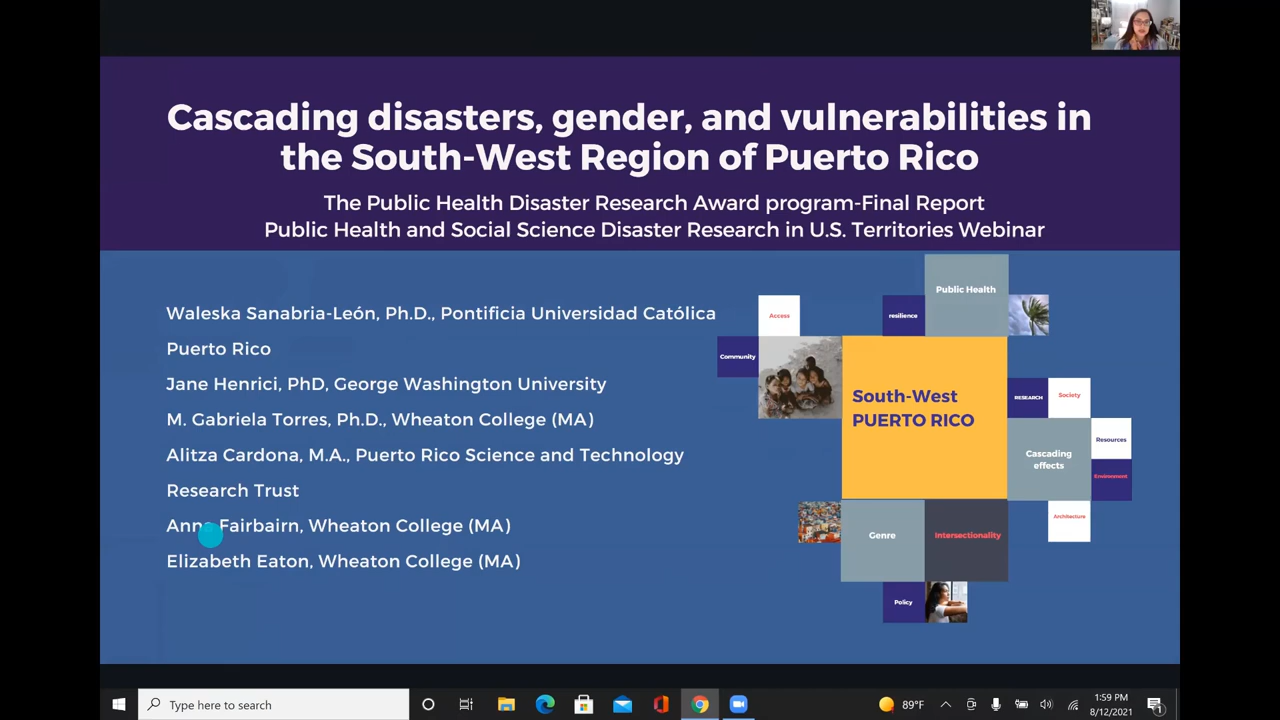 Cascading disasters, gender, and vulnerabilities in
the South-West Region of Puerto Rico
The Public Health Disaster Research Award program-Final Report
Public Health and Social Science Disaster Research in U.S. Territories Webinar
Waleska Sanabria-León, Ph.D., Pontificia Universidad Católica
Puerto Rico
Jane Henrici, PhD, George Washington University
M. Gabriela Torres, Ph.D., Wheaton College (MA)
Alitza Cardona, M.A., Puerto Rico Science and Technology
Research Trust
Anne Fairbairn, Wheaton College (MA)
Elizabeth Eaton, Wheaton College (MA)
Public Health
Access
resilience
Community
South-West
PUERTO RICO
RESEARCH
Society
Resources
Cascading
effects
Environment
Architecture
Genre
Intersectionality
Policy
Type here to search
89°F
1:59 PM
8/12/2021
1